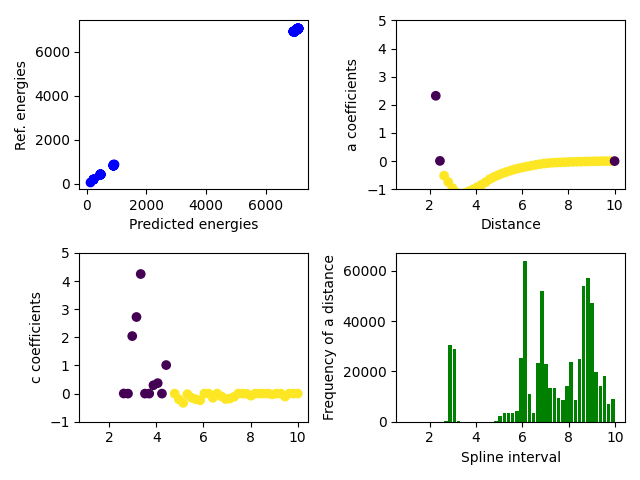 Ref. energies
6000
4000
2000
0
0 2000 4000 6000
Predicted energies
a coefficients
5
4
3
2
1
0
−1
2 4 6 8 10
Distance
c coefficients
5
4
3
2
1
0
−1
2 4 6 8 10
Frequency of a distance
60000
40000
20000
0
2 4 6 8 10
Spline interval